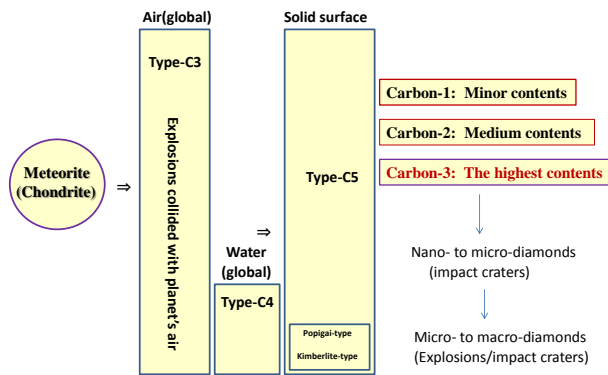 Air(global)
Solid surface
Type-C3
Explosions collided with planet's air
Meteorite
(Chondrite)
⇒
⇒
Water
(global)
Type-C4
Type-C5
Popigai-type
Kimberlite-type
Carbon-1: Minor contents
Carbon-2: Medium contents
Carbon-3: The highest contents
Nano- to micro-diamonds
(impact craters)
Micro- to macro-diamonds
(Explosions/impact craters)